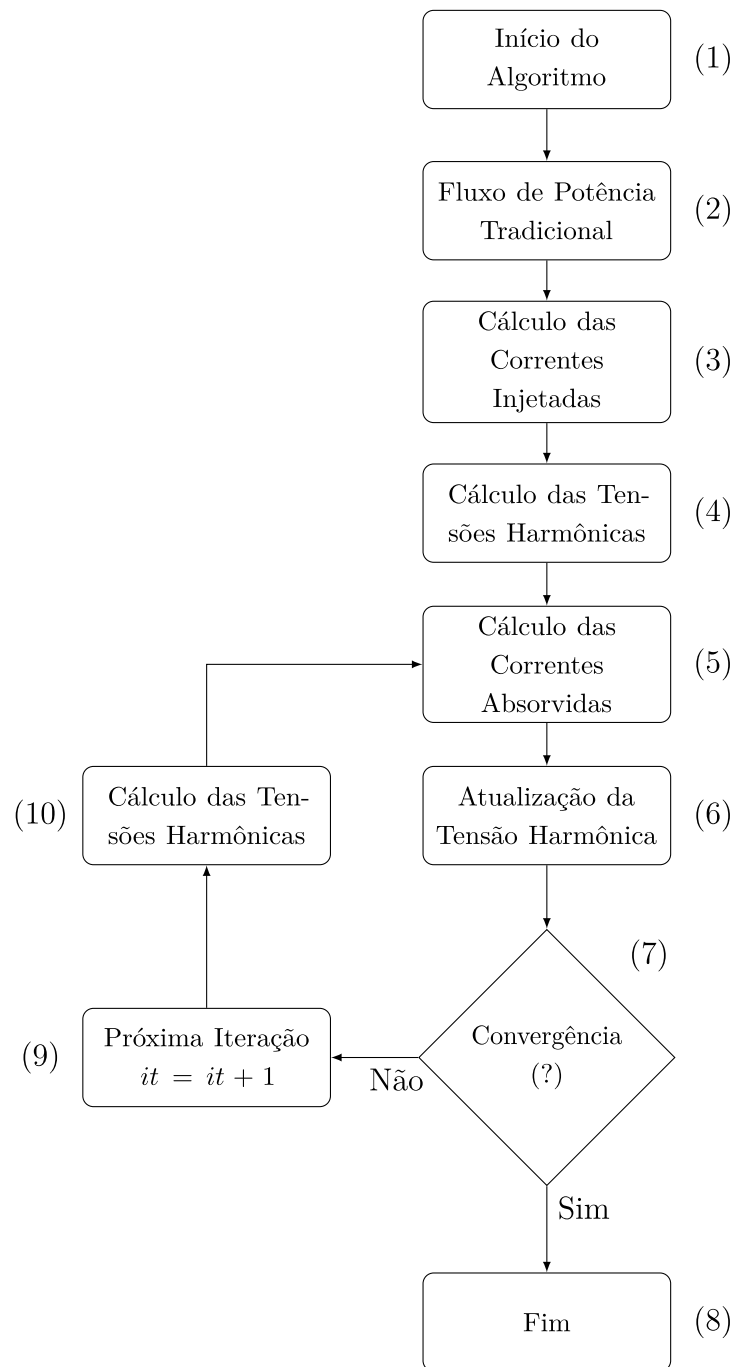 Início do
Algoritmo
(1)
Fluxo de Potência
Tradicional
(2)
Cálculo das
Correntes
Injetadas
(3)
Cálculo das Ten-
sões Harmônicas
(4)
Cálculo das
Correntes
Absorvidas
(5)
Atualização da
Tensão Harmônica
(6)
Convergência
(?)
(7)
Sim
Fim
(8)
Não
Próxima Iteração
it = it + 1
(9)
Cálculo das Ten-
sões Harmônicas
(10)